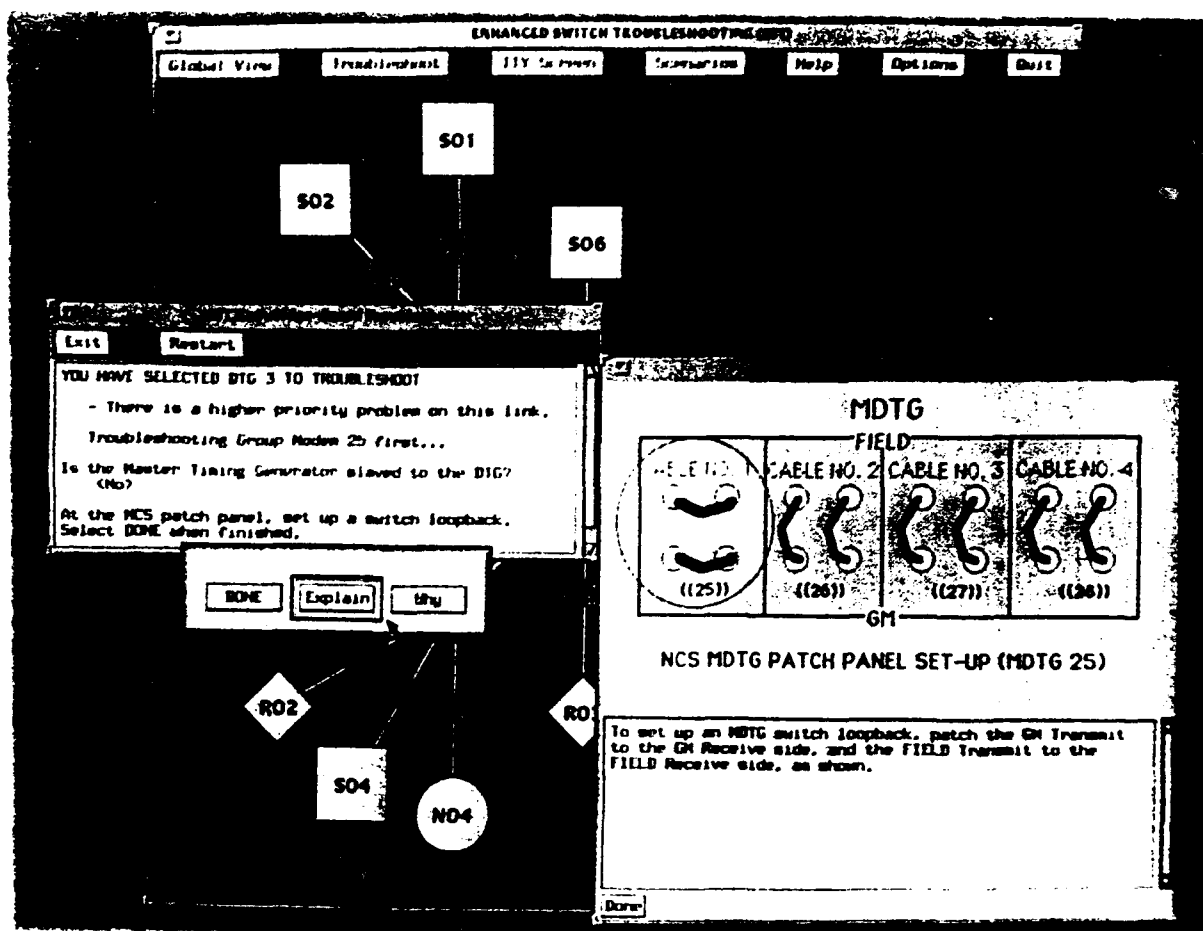 ENHANCED SWITCH TROUBLESHOOTING
Global View Troubleshoot TTY Screen Scenarios Help Options Quit
S01
S02
S06
Exit Restart
YOU HAVE SELECTED DTG 3 TO TROUBLESHOOT
- There is a higher priority problem on this link.
Troubleshooting Group Modem 25 first...
Is the Master Timing Generator slaved to the DTG?
<No>
At the NCS patch panel, set up a switch loopback.
Select DONE when finished.
DONE Explain Why
R02
S04
N04
MDTG
FIELD
CABLE NO. 1 CABLE NO. 2 CABLE NO. 3 CABLE NO. 4
((25)) ((26)) ((27)) ((28))
GM
NCS MDTG PATCH PANEL SET-UP (MDTG 25)
To set up an MDTG switch loopback, patch the GM Transmit
to the GM Receive side, and the FIELD Transmit to the
FIELD Receive side, as shown.
Done